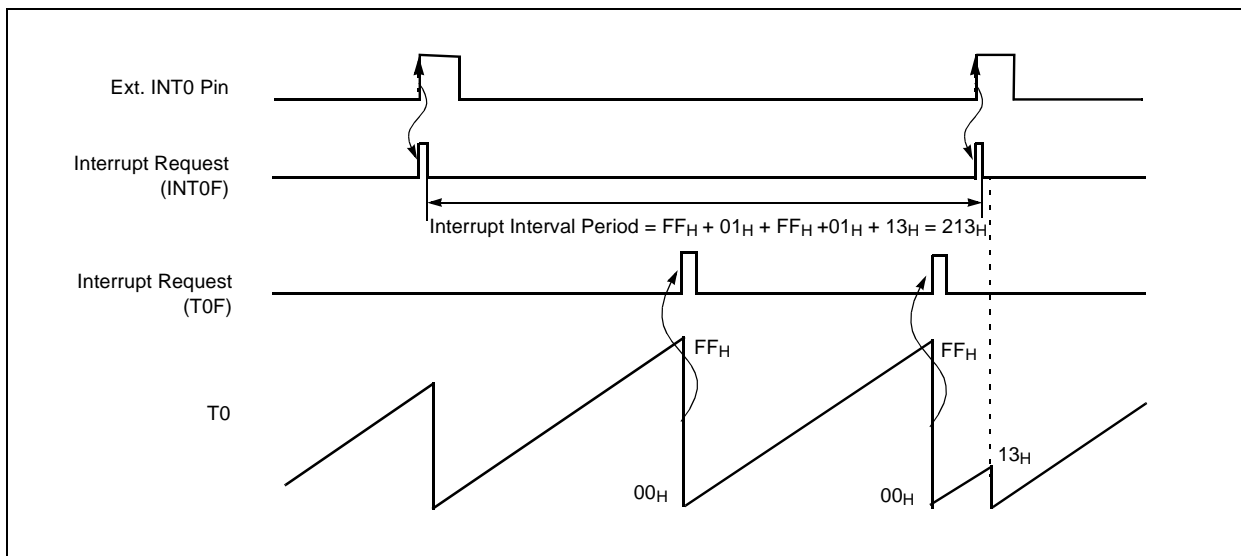 Ext. INT0 Pin
Interrupt Request
(INT0F)
Interrupt Interval Period = FFH + 01H + FFH +01H + 13H = 213H
Interrupt Request
(T0F)
FFH
FFH
T0
13H
00H
00H